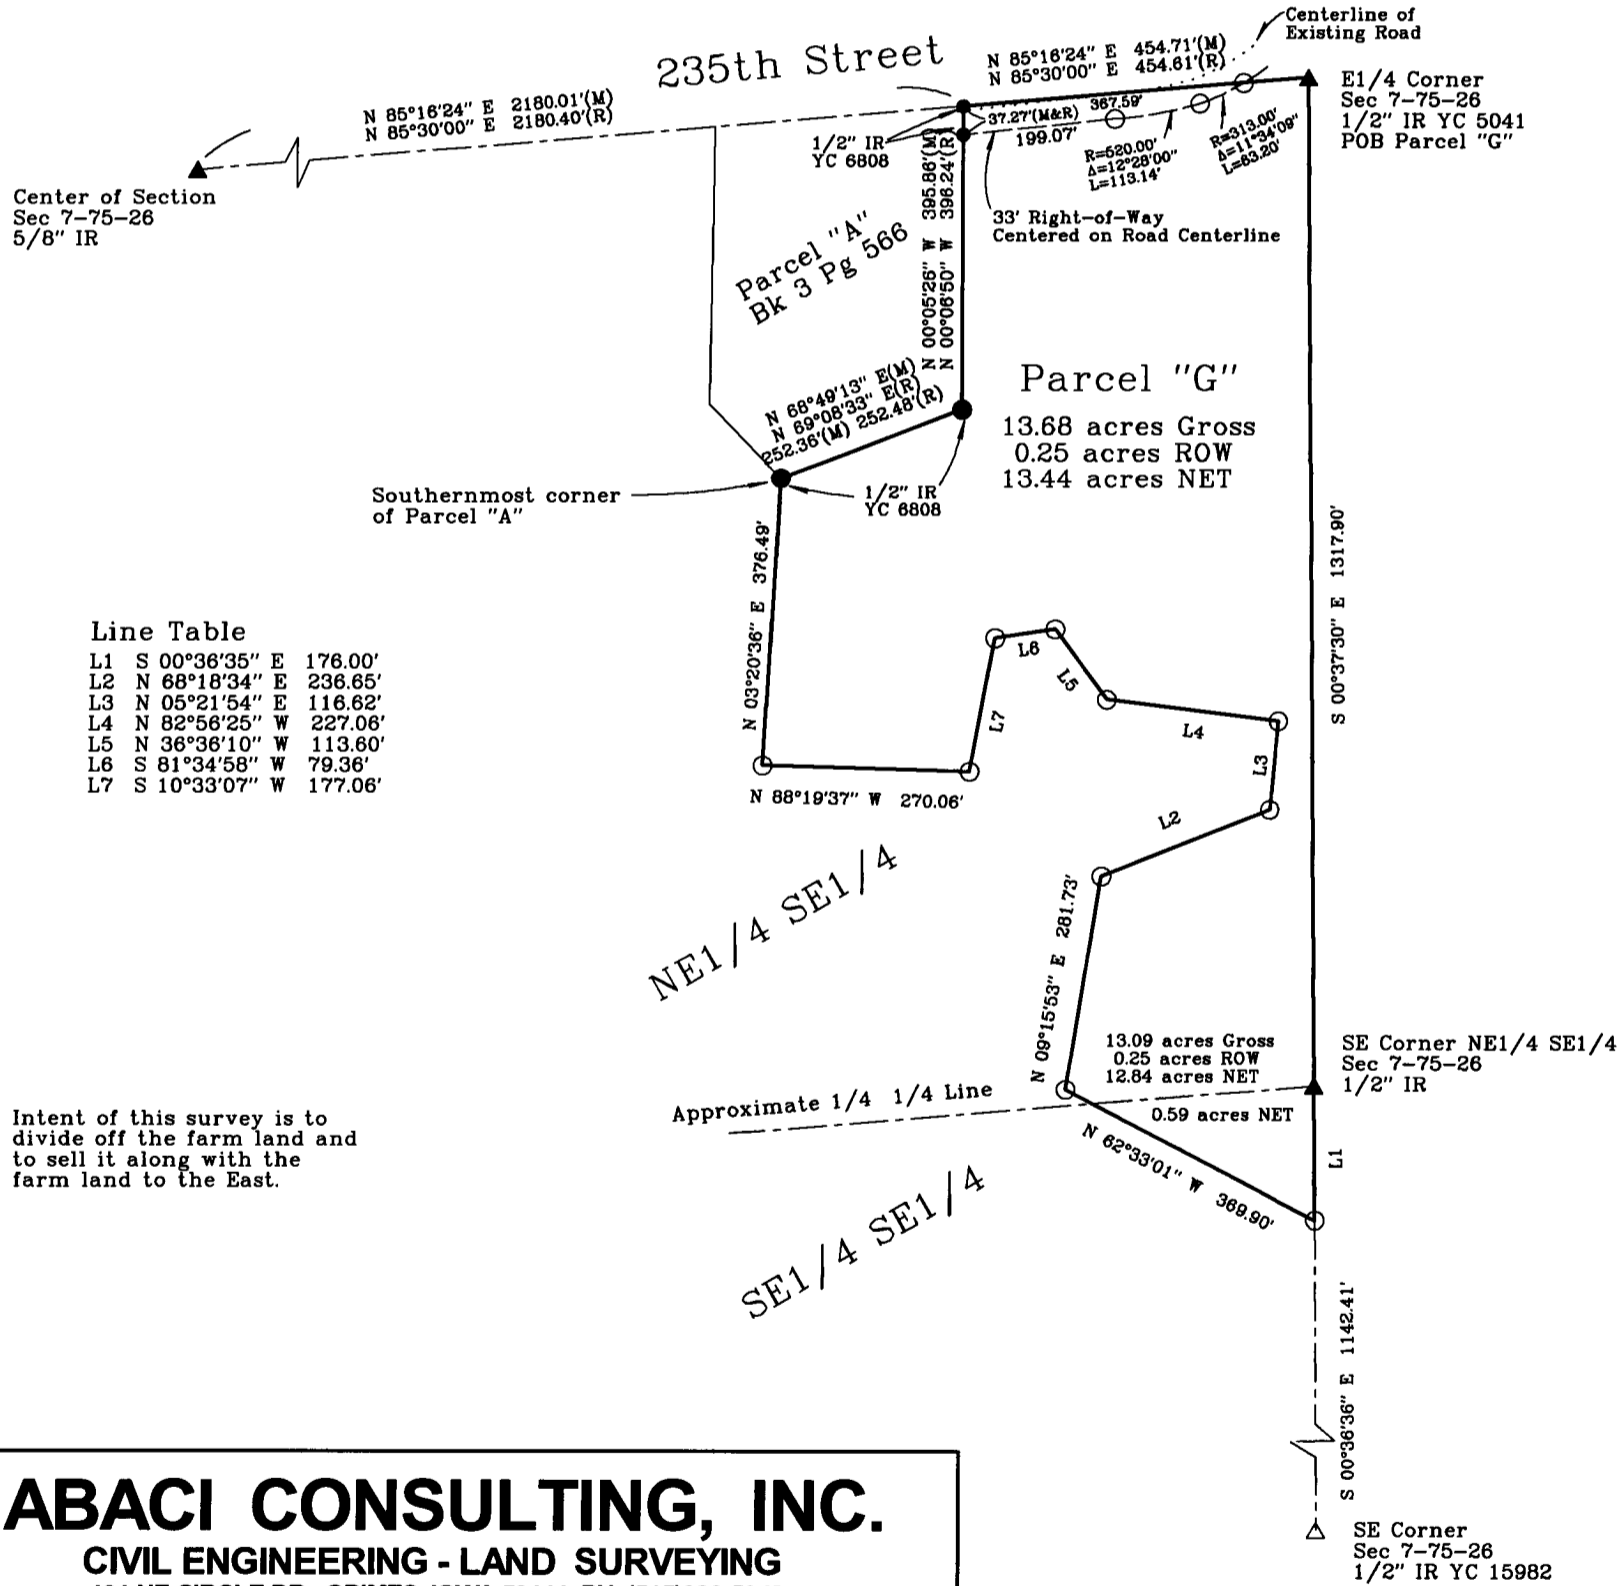 Centerline of
Existing Road
235th Street
N 85°16'24" E 454.71'(M)
N 85°30'00" E 454.61'(R)
N 85°16'24" E 2180.01'(M)
N 85°30'00" E 2180.40'(R)
E1/4 Corner
Sec 7-75-26
1/2" IR YC 5041
POB Parcel "G"
367.59'
37.27'(M&R)
199.07'
1/2" IR
YC 6808
R=520.00'
Δ=12°28'00"
L=113.14'
R=313.00'
Δ=11°34'09"
L=63.20'
Center of Section
Sec 7-75-26
5/8" IR
33' Right-of-Way
Centered on Road Centerline
Parcel "A"
Bk 3 Pg 566
N 00°05'26" W 395.86'(M)
N 00°06'50" W 396.24'(R)
Parcel "G"
13.68 acres Gross
0.25 acres ROW
13.44 acres NET
N 68°49'13" E(M)
N 69°08'33" E(R)
252.36'(M) 252.48'(R)
Southernmost corner
of Parcel "A"
1/2" IR
YC 6808
N 03°20'36" E 376.49'
S 00°37'30" E 1317.90'
Line Table
L1 S 00°36'35" E 176.00'
L2 N 68°18'34" E 236.65'
L3 N 05°21'54" E 116.62'
L4 N 82°56'25" W 227.06'
L5 N 36°36'10" W 113.60'
L6 S 81°34'58" W 79.36'
L7 S 10°33'07" W 177.06'
L6
L5
L7
L4
L3
L2
N 88°19'37" W 270.06'
NE1/4 SE1/4
N 09°15'53" E 281.73'
13.09 acres Gross
0.25 acres ROW
12.84 acres NET
SE Corner NE1/4 SE1/4
Sec 7-75-26
1/2" IR
Approximate 1/4 1/4 Line
0.59 acres NET
Intent of this survey is to
divide off the farm land and
to sell it along with the
farm land to the East.
N 62°33'01" W 369.90'
L1
SE1/4 SE1/4
S 00°36'36" E 1142.41'
SE Corner
Sec 7-75-26
1/2" IR YC 15982
ABACI CONSULTING, INC.
CIVIL ENGINEERING - LAND SURVEYING